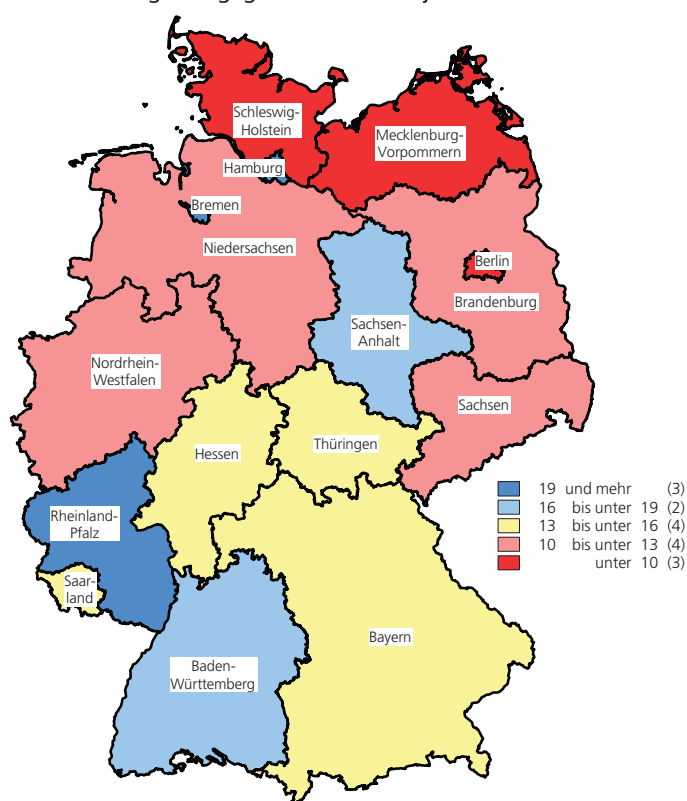 Schleswig-
Holstein
Mecklenburg-
Vorpommern
Hamburg
Bremen
Niedersachsen
Berlin
Brandenburg
Sachsen-
Anhalt
Nordrhein-
Westfalen
Sachsen
Hessen
Thüringen
19 und mehr (3)
16 bis unter 19 (2)
13 bis unter 16 (4)
10 bis unter 13 (4)
unter 10 (3)
Rheinland-
Pfalz
Saar-
land
Bayern
Baden-
Württemberg